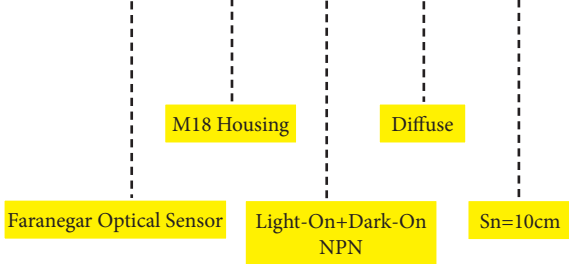 M18 Housing
Diffuse
Faranegar Optical Sensor
Light-On+Dark-On
NPN
Sn=10cm